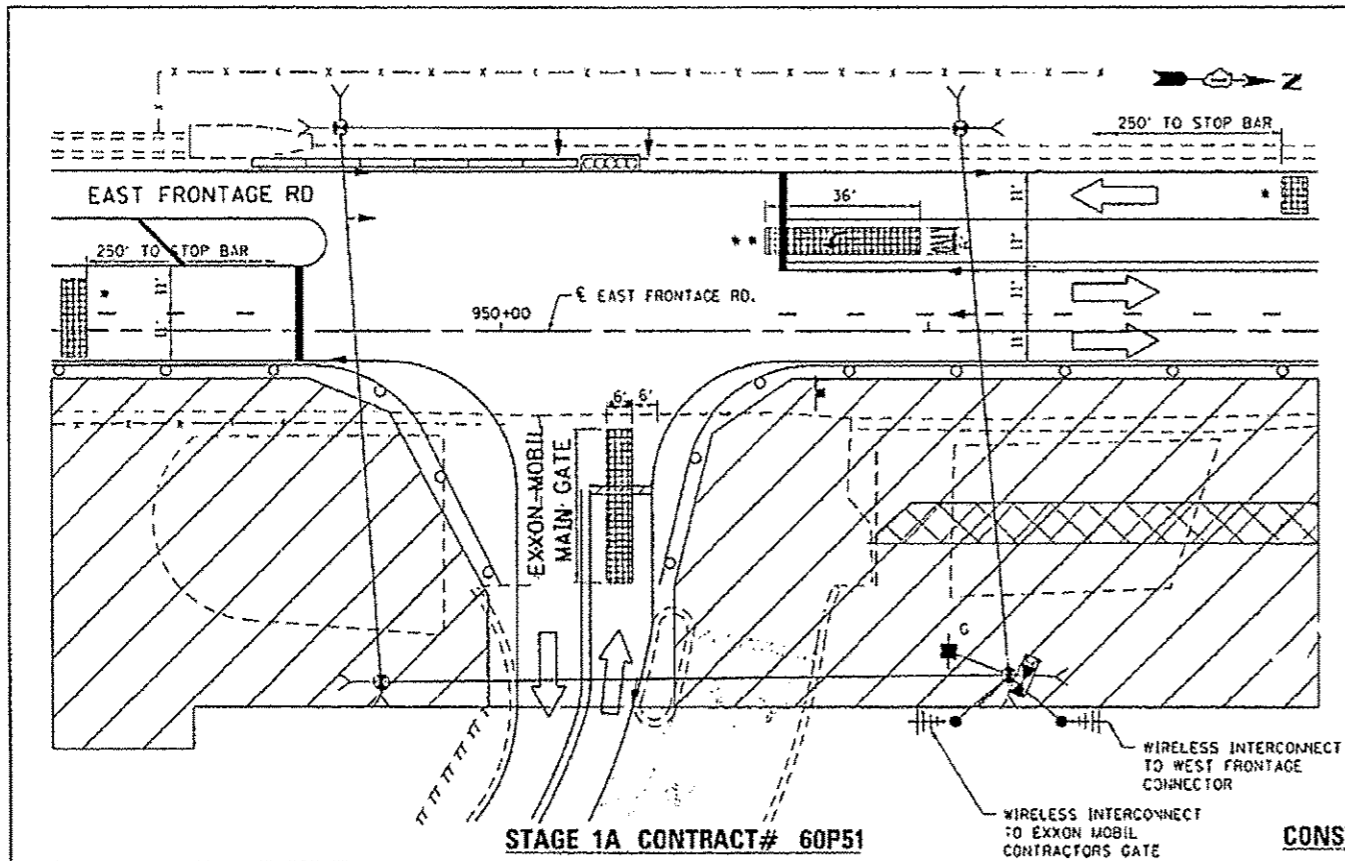 N
250' TO STOP BAR
EAST FRONTAGE RD
36'
*
* *
11'
11'
11'
11'
250' TO STOP BAR
*
11'
11'
℄ EAST FRONTAGE RD.
950+00
6' 6'
EXXON-MOBIL
MAIN GATE
G
WIRELESS INTERCONNECT
TO WEST FRONTAGE
CONNECTOR
WIRELESS INTERCONNECT
TO EXXON MOBIL
CONTRACTORS GATE
STAGE 1A CONTRACT# 60P51
CONS